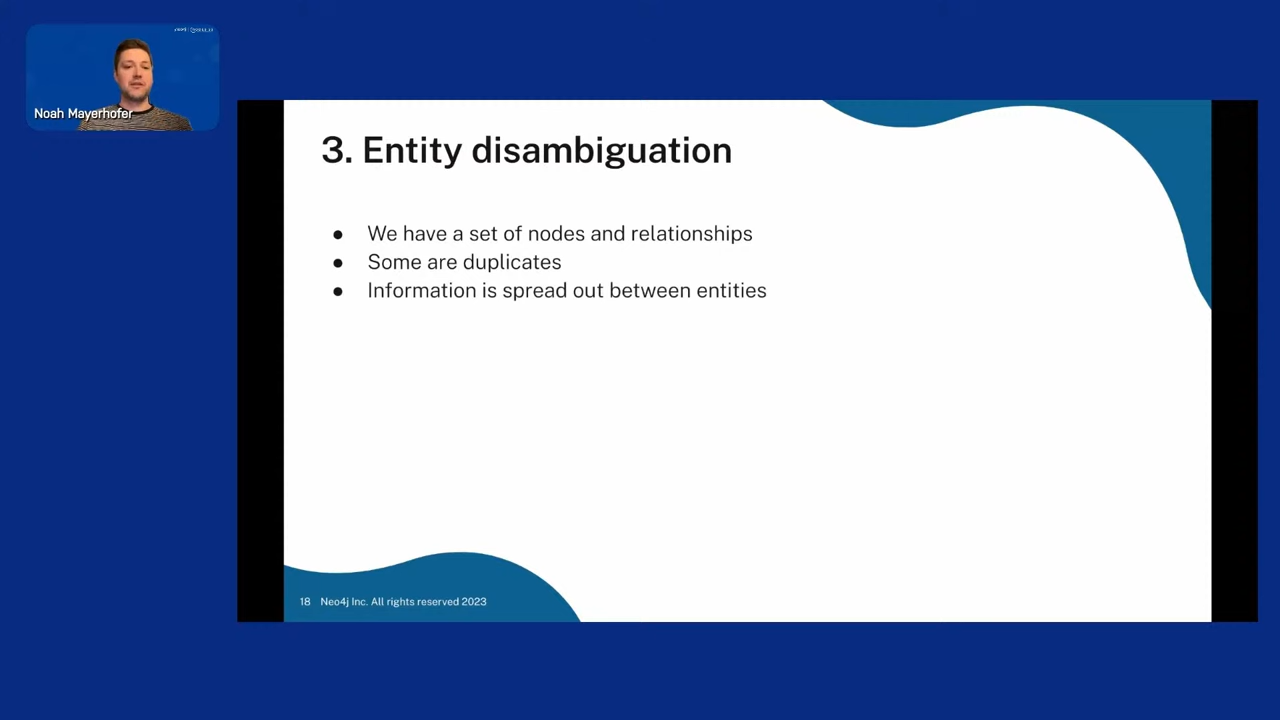 Noah Mayerhofer
3. Entity disambiguation
● We have a set of nodes and relationships
● Some are duplicates
● Information is spread out between entities
18 Neo4j Inc. All rights reserved 2023